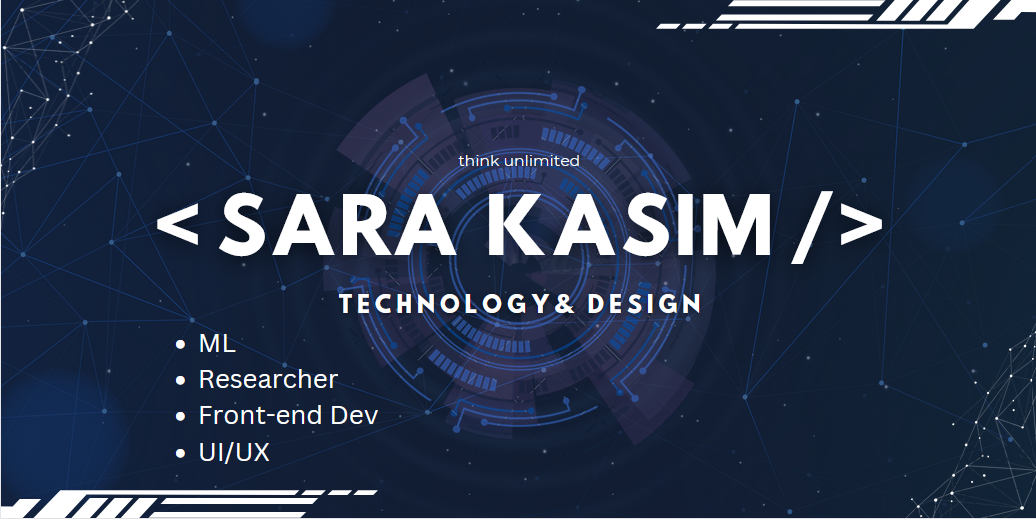 think unlimited
< SARA KASIM />
TECHNOLOGY& DESIGN
• ML
• Researcher
• Front-end Dev
• UI/UX